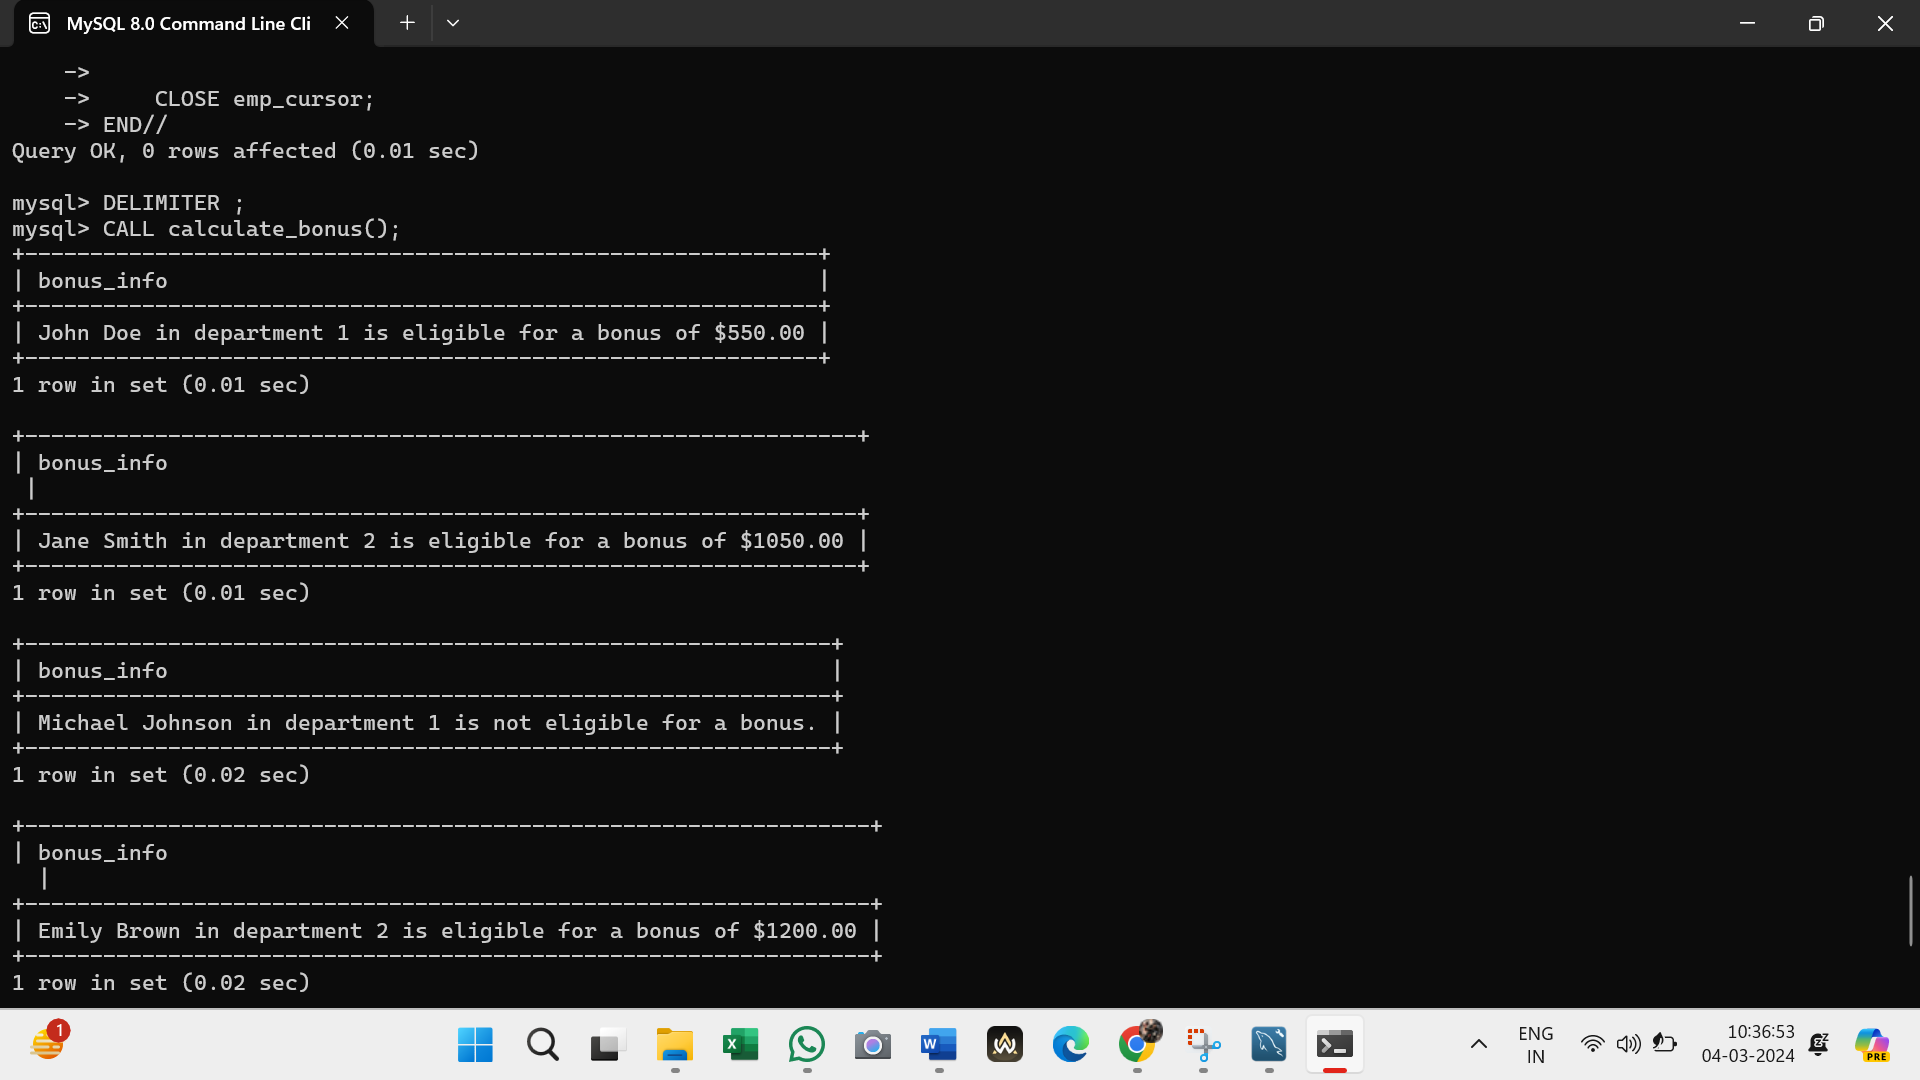 MySQL 8.0 Command Line Cli
->
-> CLOSE emp_cursor;
-> END//
Query OK, 0 rows affected (0.01 sec)
mysql> DELIMITER ;
mysql> CALL calculate_bonus();
+-------------------------------------------------------------+
| bonus_info                                                  |
+-------------------------------------------------------------+
| John Doe in department 1 is eligible for a bonus of $550.00 |
+-------------------------------------------------------------+
1 row in set (0.01 sec)
+----------------------------------------------------------------+
| bonus_info
|
+----------------------------------------------------------------+
| Jane Smith in department 2 is eligible for a bonus of $1050.00 |
+----------------------------------------------------------------+
1 row in set (0.01 sec)
+--------------------------------------------------------------+
| bonus_info                                                   |
+--------------------------------------------------------------+
| Michael Johnson in department 1 is not eligible for a bonus. |
+--------------------------------------------------------------+
1 row in set (0.02 sec)
+-----------------------------------------------------------------+
| bonus_info
|
+-----------------------------------------------------------------+
| Emily Brown in department 2 is eligible for a bonus of $1200.00 |
+-----------------------------------------------------------------+
1 row in set (0.02 sec)
1
ENG
IN
10:36:53
04-03-2024
PRE